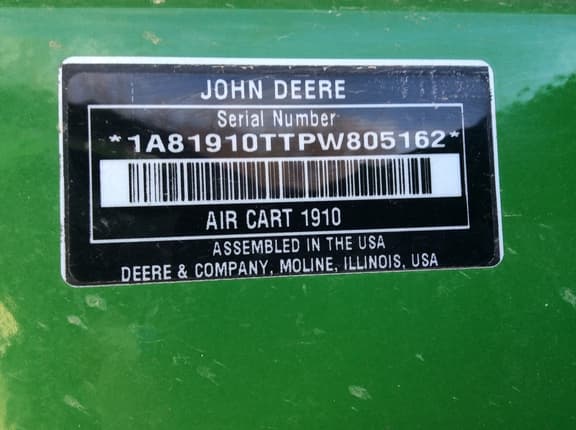 JOHN DEERE
Serial Number
*1A81910TTPW805162*
AIR CART 1910
ASSEMBLED IN THE USA
DEERE & COMPANY, MOLINE, ILLINOIS, USA